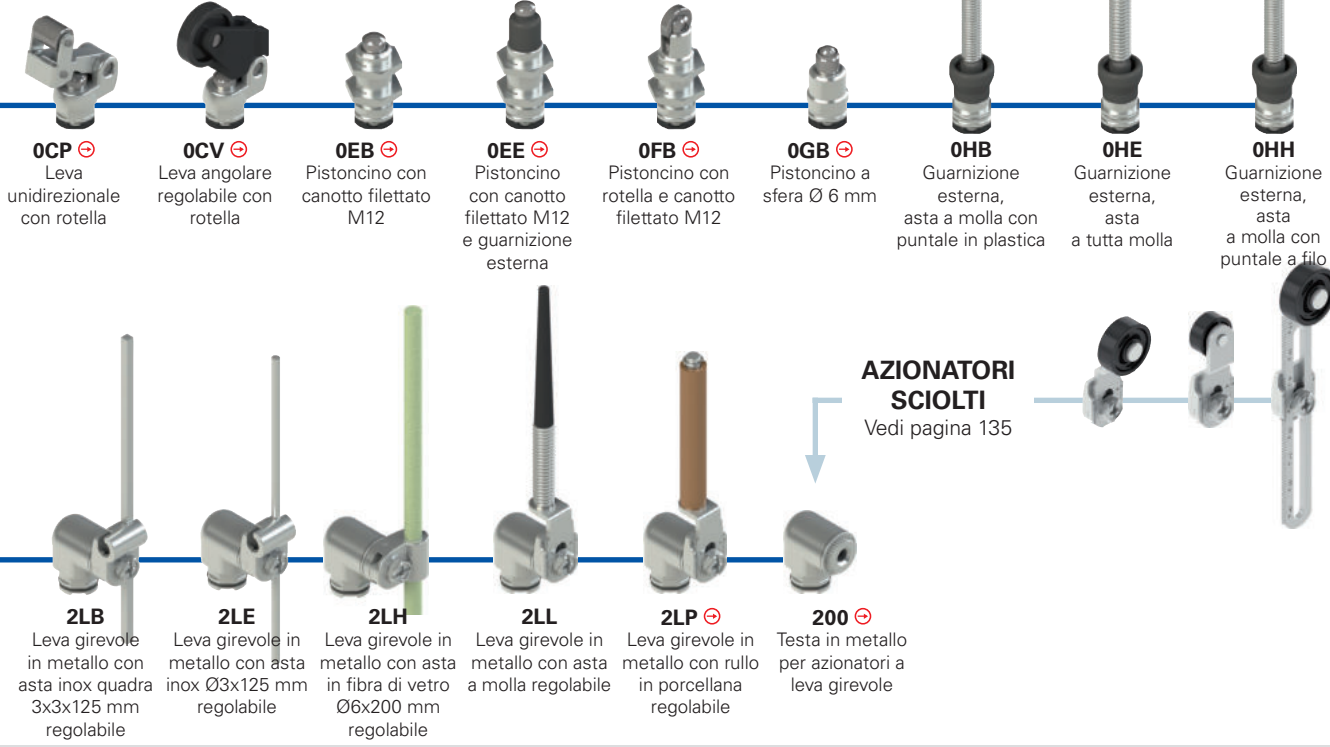 0CP
Leva
unidirezionale
con rotella
0CV
Leva angolare
regolabile con
rotella
0EB
Pistoncino con
canotto filettato
M12
0EE
Pistoncino
con canotto
filettato M12
e guarnizione
esterna
0FB
Pistoncino con
rotella e canotto
filettato M12
0GB
Pistoncino a
sfera Ø 6 mm
0HB
Guarnizione
esterna,
asta a molla con
puntale in plastica
0HE
Guarnizione
esterna,
asta
a tutta molla
0HH
Guarnizione
esterna,
asta
a molla con
puntale a filo
AZIONATORI
SCIOLTI
Vedi pagina 135
2LB
Leva girevole
in metallo con
asta inox quadra
3x3x125 mm
regolabile
2LE
Leva girevole in
metallo con asta
inox Ø3x125 mm
regolabile
2LH
Leva girevole in
metallo con asta
in fibra di vetro
Ø6x200 mm
regolabile
2LL
Leva girevole in
metallo con asta
a molla regolabile
2LP
Leva girevole in
metallo con rullo
in porcellana
regolabile
200
Testa in metallo
per azionatori a
leva girevole